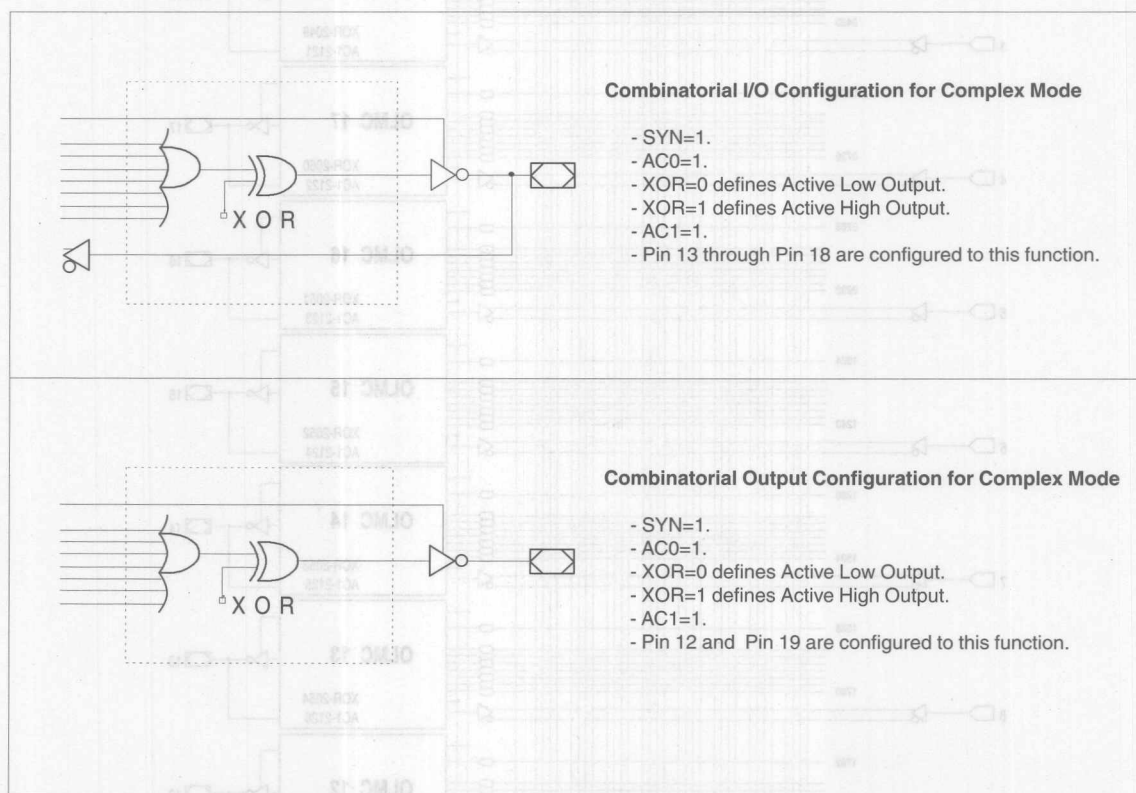 Combinatorial I/O Configuration for Complex Mode
- SYN=1.
- AC0=1.
- XOR=0 defines Active Low Output.
- XOR=1 defines Active High Output.
- AC1=1.
- Pin 13 through Pin 18 are configured to this function.
X O R
Combinatorial Output Configuration for Complex Mode
- SYN=1.
- AC0=1.
- XOR=0 defines Active Low Output.
- XOR=1 defines Active High Output.
- AC1=1.
- Pin 12 and Pin 19 are configured to this function.
X O R